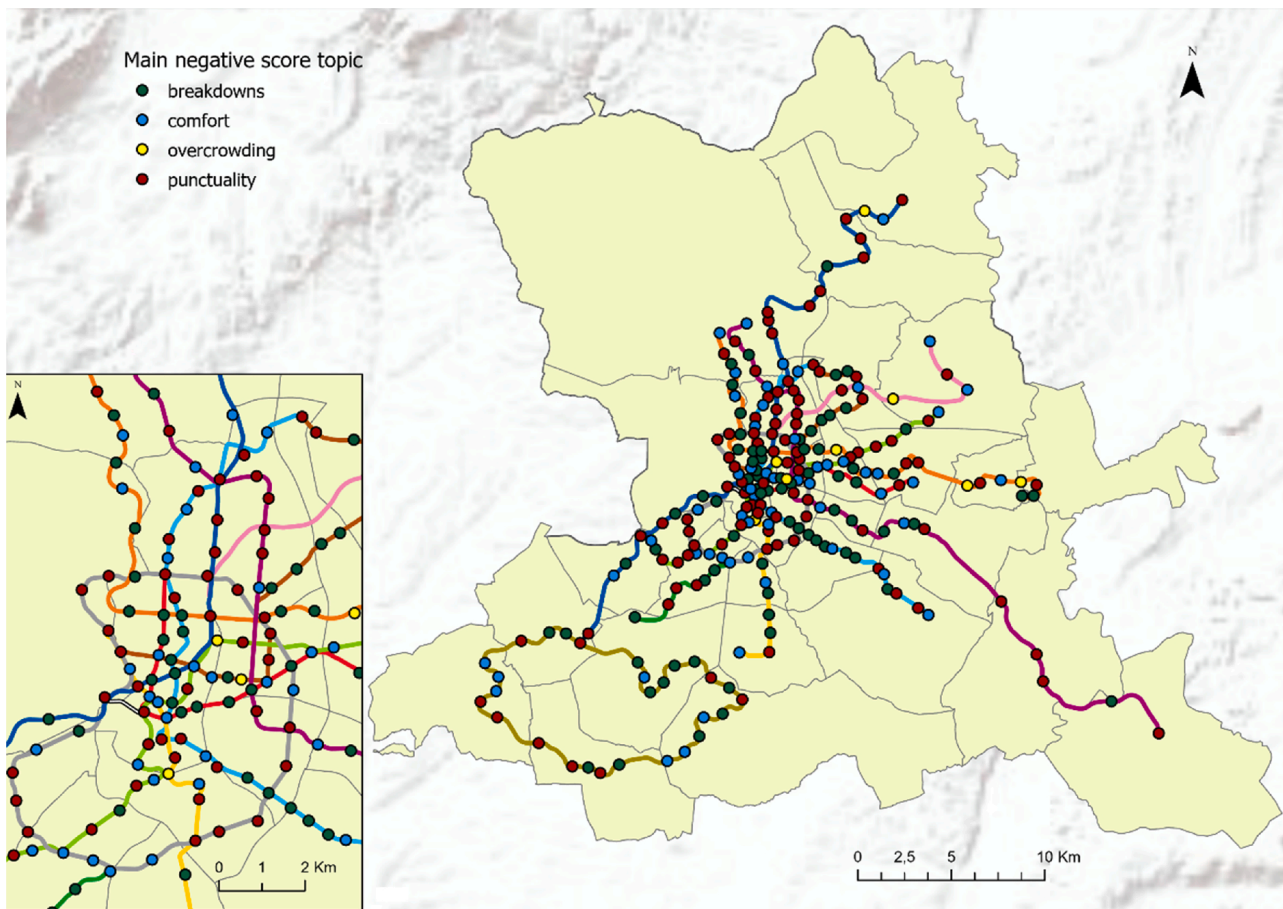 Main negative score topic
breakdowns
comfort
overcrowding
punctuality
N
N
0 1 2 Km
0 2,5 5 10 Km